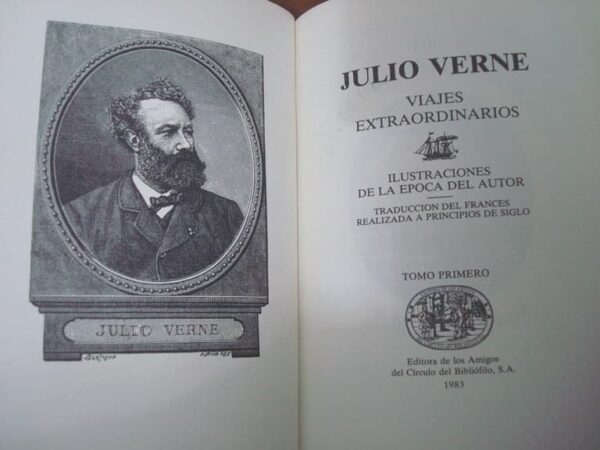 JULIO VERNE
JULIO VERNE
VIAJES
EXTRAORDINARIOS
ILUSTRACIONES
DE LA EPOCA DEL AUTOR
TRADUCCION DEL FRANCES
REALIZADA A PRINCIPIOS DE SIGLO
TOMO PRIMERO
Editora de los Amigos
del Círculo del Bibliófilo, S.A.
1983